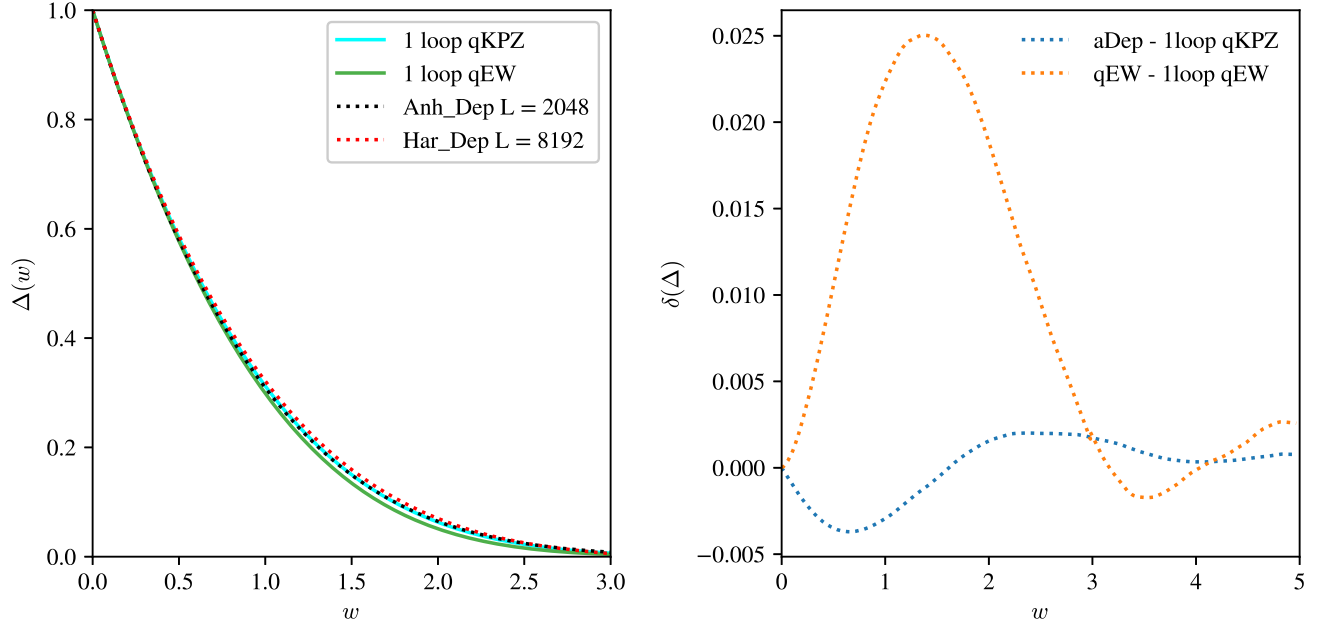 1.0
0.8
0.6
0.4
0.2
0.0
Δ(w)
0.0 0.5 1.0 1.5 2.0 2.5 3.0
w
1 loop qKPZ
1 loop qEW
Anh_Dep L = 2048
Har_Dep L = 8192
0.025
0.020
0.015
0.010
0.005
0.000
−0.005
δ(Δ)
0 1 2 3 4 5
w
aDep - 1loop qKPZ
qEW - 1loop qEW